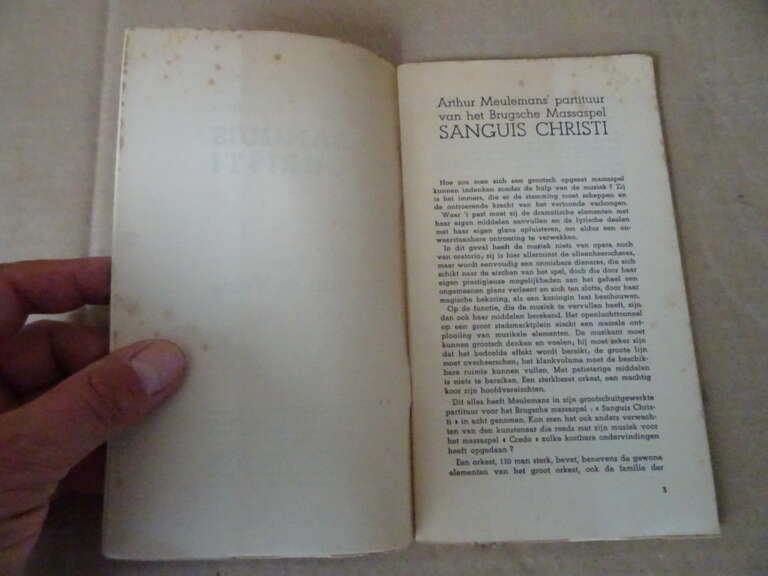 Arthur Meulemans' partituur
van het Brugsche Massaspel
SANGUIS CHRISTI
Hoe zou men zich een grootsch opgezet massaspel
kunnen indenken zonder de hulp van de muziek? Zij
is het immers, die er de stemming moet scheppen en
de ontroerende kracht van het vertoonde verhoogen.
Waar 't past moet zij de dramatische elementen met
haar eigen middelen aanvullen en de lyrische deelen
met haar eigen glans opluisteren, om aldus een on-
weerstaanbare ontroering te verwekken.
In dit geval heeft de muziek niets van opera noch
van oratorio; zij is hier allerminst de alleenheerscheres,
maar wordt eenvoudig een onmisbare dienares, die zich
schikt naar de eischen van het spel, doch die door haar
eigen prestigieuse mogelijkheden aan het geheel een
ongemeenen glans verleent en zich ten slotte, door haar
magische bekoring, als een koningin laat beschouwen.
Op de functie, die de muziek te vervullen heeft, zijn
dan ook haar middelen berekend. Het openluchttooneel
op een groot stadsmarktplein eischt een massale ont-
plooiing van muzikale elementen. De muzikant moet
kunnen grootsch denken en voelen; hij moet zeker zijn
dat het bedoelde effekt wordt bereikt, de groote lijn
moet overheerschen, het klankvolume moet de beschik-
bare ruimte kunnen vullen. Met petieterige middelen
is niets te bereiken. Een sterkbezet orkest, een machtig
koor zijn hoofdvereischten.
Dit alles heeft Meulemans in zijn grootschuitgewerkte
partituur voor het Brugsche massaspel : « Sanguis Chris-
ti » in acht genomen. Kon men het ook anders verwach-
ten van den kunstenaar die reeds met zijn muziek voor
het massaspel « Credo » zulke kostbare ondervindingen
heeft opgedaan ?
Een orkest, 110 man sterk, bevat, benevens de gewone
elementen van het groot orkest, ook de familie der
3